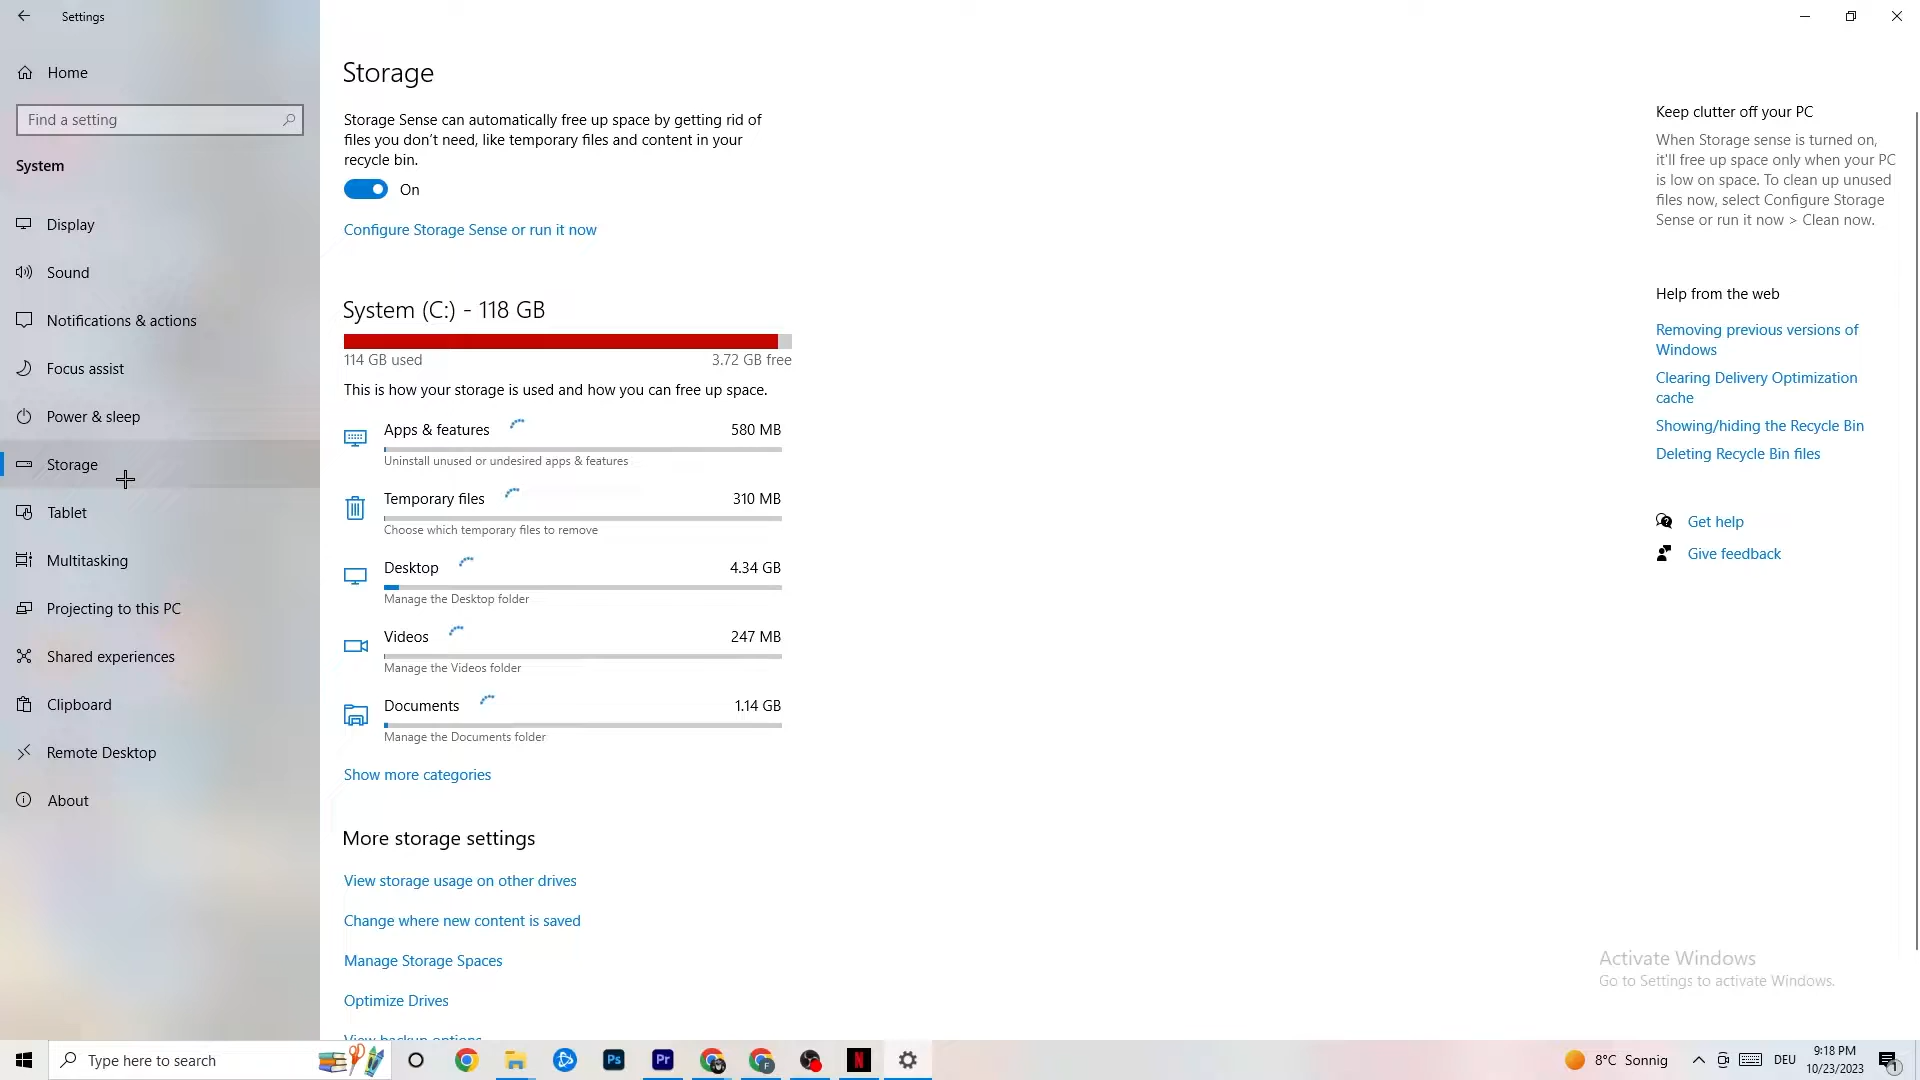 Settings
Home
Find a setting
System
Display
Sound
Notifications & actions
Focus assist
Power & sleep
Storage
Tablet
Multitasking
Projecting to this PC
Shared experiences
Clipboard
Remote Desktop
About
Storage
Storage Sense can automatically free up space by getting rid of
files you don’t need, like temporary files and content in your
recycle bin.
On
Configure Storage Sense or run it now
System (C:) - 118 GB
114 GB used
3.72 GB free
This is how your storage is used and how you can free up space.
Apps & features 580 MB
Uninstall unused or undesired apps & features
Temporary files 310 MB
Choose which temporary files to remove
Desktop 4.34 GB
Manage the Desktop folder
Videos 247 MB
Manage the Videos folder
Documents 1.14 GB
Manage the Documents folder
Show more categories
More storage settings
View storage usage on other drives
Change where new content is saved
Manage Storage Spaces
Optimize Drives
View backup options
Keep clutter off your PC
When Storage sense is turned on,
it'll free up space only when your PC
is low on space. To clean up unused
files now, select Configure Storage
Sense or run it now > Clean now.
Help from the web
Removing previous versions of
Windows
Clearing Delivery Optimization
cache
Showing/hiding the Recycle Bin
Deleting Recycle Bin files
Get help
Give feedback
Activate Windows
Go to Settings to activate Windows.
Type here to search
Ps
Pr
F
N
8°C Sonnig
DEU
9:18 PM
10/23/2023
1